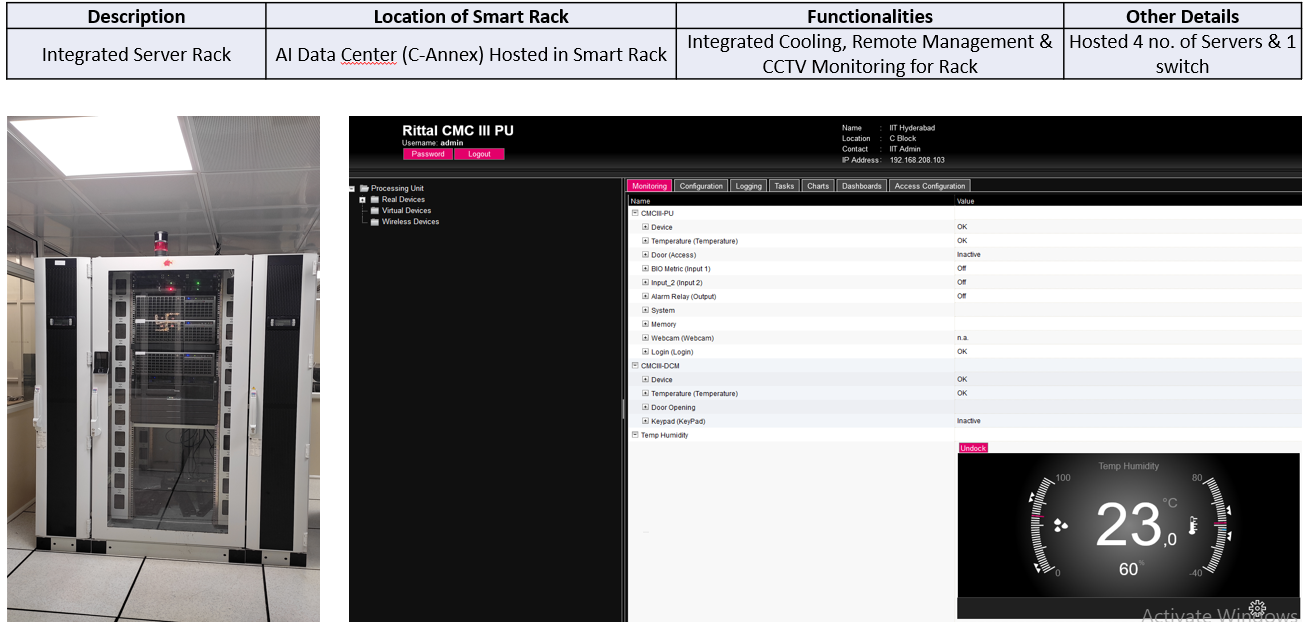 Description Location of Smart Rack Functionalities Other Details
Integrated Server Rack AI Data Center (C-Annex) Hosted in Smart Rack Integrated Cooling, Remote Management & CCTV Monitoring for Rack Hosted 4 no. of Servers & 1 switch
Rittal CMC III PU
Username: admin
Password Logout
Name : IIT Hyderabad
Location : C Block
Contact : IIT Admin
IP Address : 192.168.208.103
Processing Unit
Real Devices
Virtual Devices
Wireless Devices
Monitoring Configuration Logging Tasks Charts Dashboards Access Configuration
Name Value
CMCIII-PU
Device OK
Temperature (Temperature) OK
Door (Access) Inactive
BIO Metric (Input 1) Off
Input_2 (Input 2) Off
Alarm Relay (Output) Off
System
Memory
Webcam (Webcam) n.a.
Login (Login) OK
CMCIII-DCM
Device OK
Temperature (Temperature) OK
Door Opening
Keypad (KeyPad) Inactive
Temp Humidity
Undock
Temp Humidity
100 80
23,0 °C
60 %
0 -40
Activate Windows